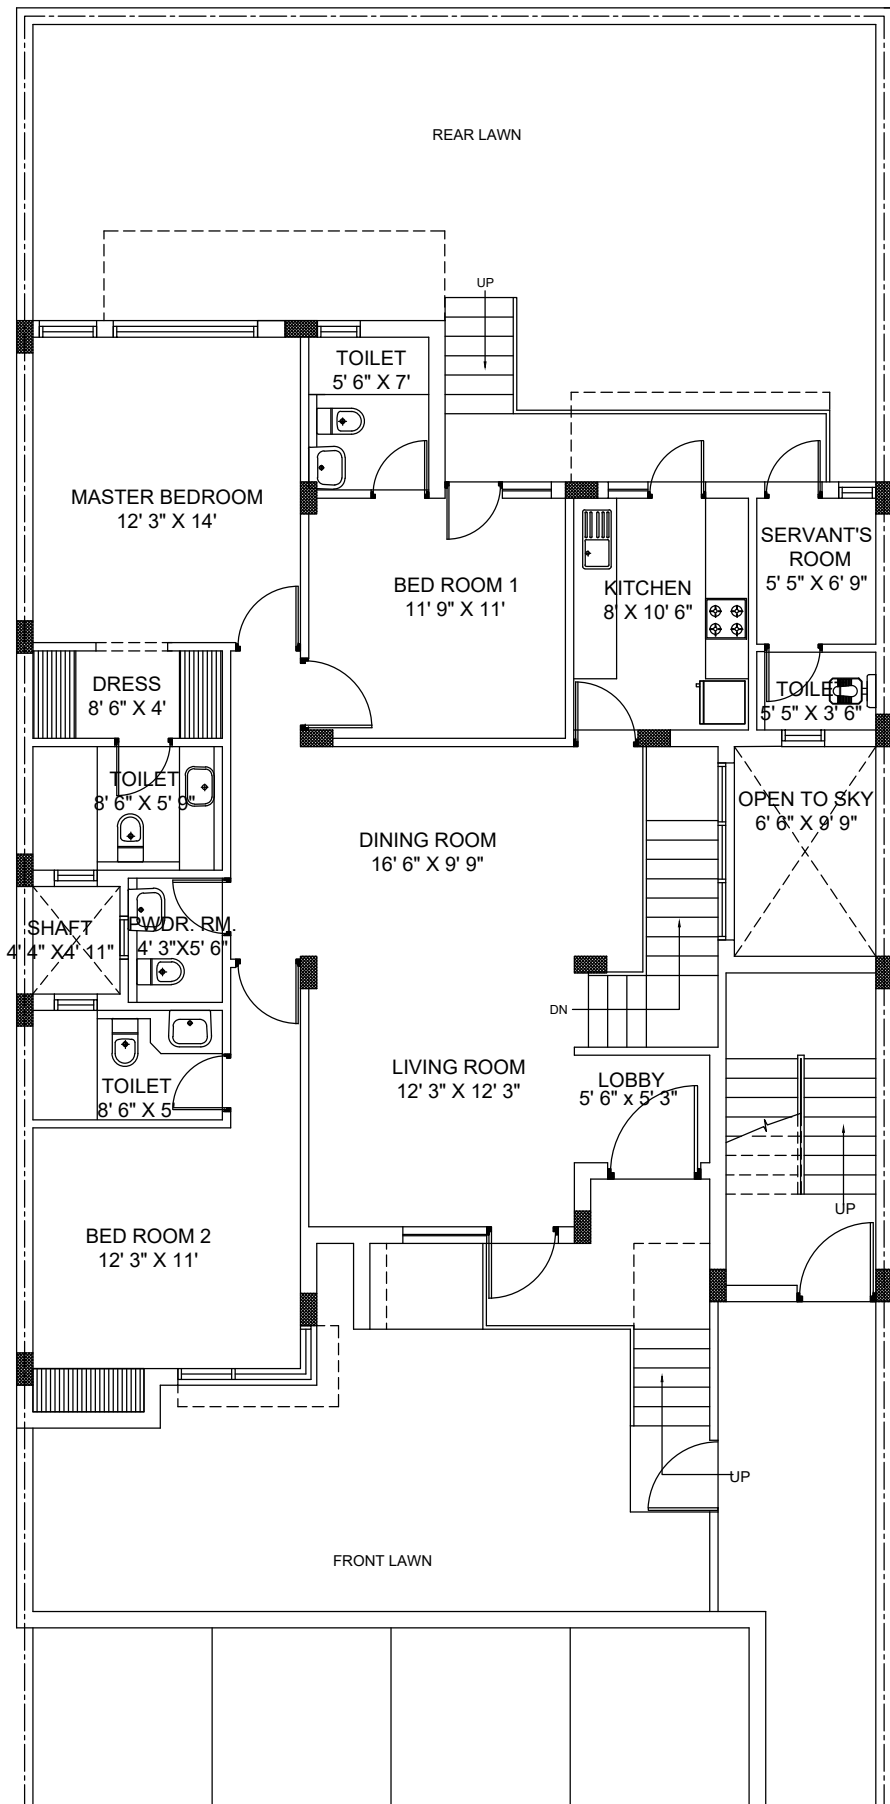 REAR LAWN
UP
TOILET
5' 6" X 7'
MASTER BEDROOM
12' 3" X 14'
BED ROOM 1
11' 9" X 11'
KITCHEN
8' X 10' 6"
SERVANT'S
ROOM
5' 5" X 6' 9"
DRESS
8' 6" X 4'
TOILET
5' 5" X 3' 6"
TOILET
8' 6" X 5' 9"
OPEN TO SKY
6' 6" X 9' 9"
DINING ROOM
16' 6" X 9' 9"
SHAFT
4' 4" X4' 11"
PWDR. RM.
4' 3"X5' 6"
DN
LIVING ROOM
12' 3" X 12' 3"
LOBBY
5' 6" x 5' 3"
TOILET
8' 6" X 5'
UP
BED ROOM 2
12' 3" X 11'
UP
FRONT LAWN